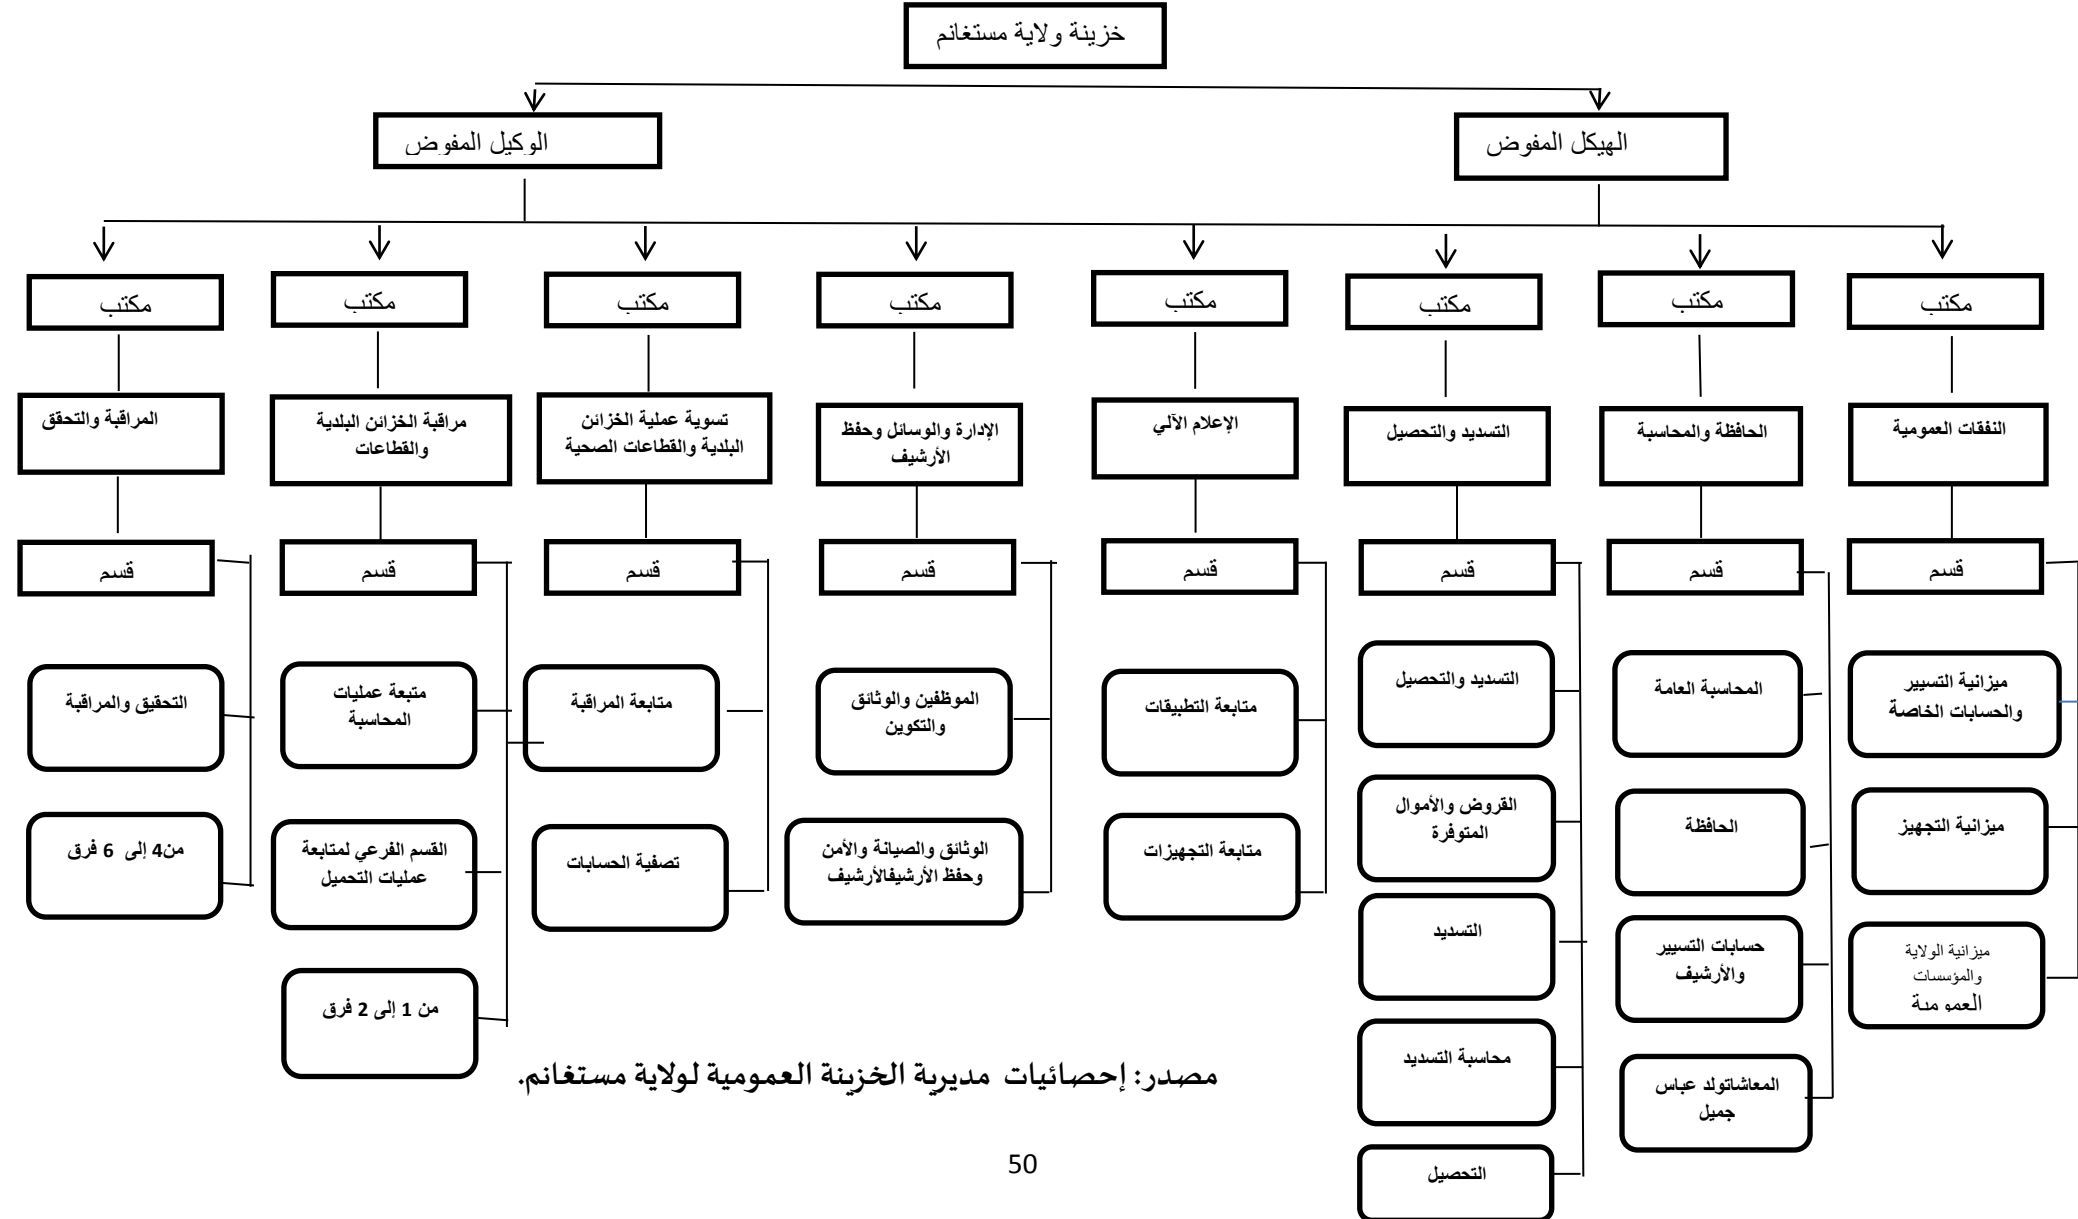 خزينة ولاية مستغانم
الهيكل المفوض
الوكيل المفوض
مكتب
مكتب
مكتب
مكتب
مكتب
مكتب
مكتب
مكتب
النفقات العمومية
الحافظة والمحاسبة
التسديد والتحصيل
الإعلام الآلي
الإدارة والوسائل وحفظ
الأرشيف
تسوية عملية الخزائن
البلدية والقطاعات الصحية
مراقبة الخزائن البلدية
والقطاعات
المراقبة والتحقق
قسم
قسم
قسم
قسم
قسم
قسم
قسم
قسم
ميزانية التسيير
والحسابات الخاصة
ميزانية التجهيز
ميزانية الولاية
والمؤسسات
العمومية
المحاسبة العامة
الحافظة
حسابات التسيير
والأرشيف
المعاشاتولد عباس
جميل
التسديد والتحصيل
القروض والأموال
المتوفرة
التسديد
محاسبة التسديد
التحصيل
متابعة التطبيقات
متابعة التجهيزات
الموظفين والوثائق
والتكوين
الوثائق والصيانة والأمن
وحفظ الأرشيفالأرشيف
متابعة المراقبة
تصفية الحسابات
متبعة عمليات
المحاسبة
القسم الفرعي لمتابعة
عمليات التحميل
من 1 إلى 2 فرق
التحقيق والمراقبة
من4 إلى 6 فرق
مصدر: إحصائيات مديرية الخزينة العمومية لولاية مستغانم.
50